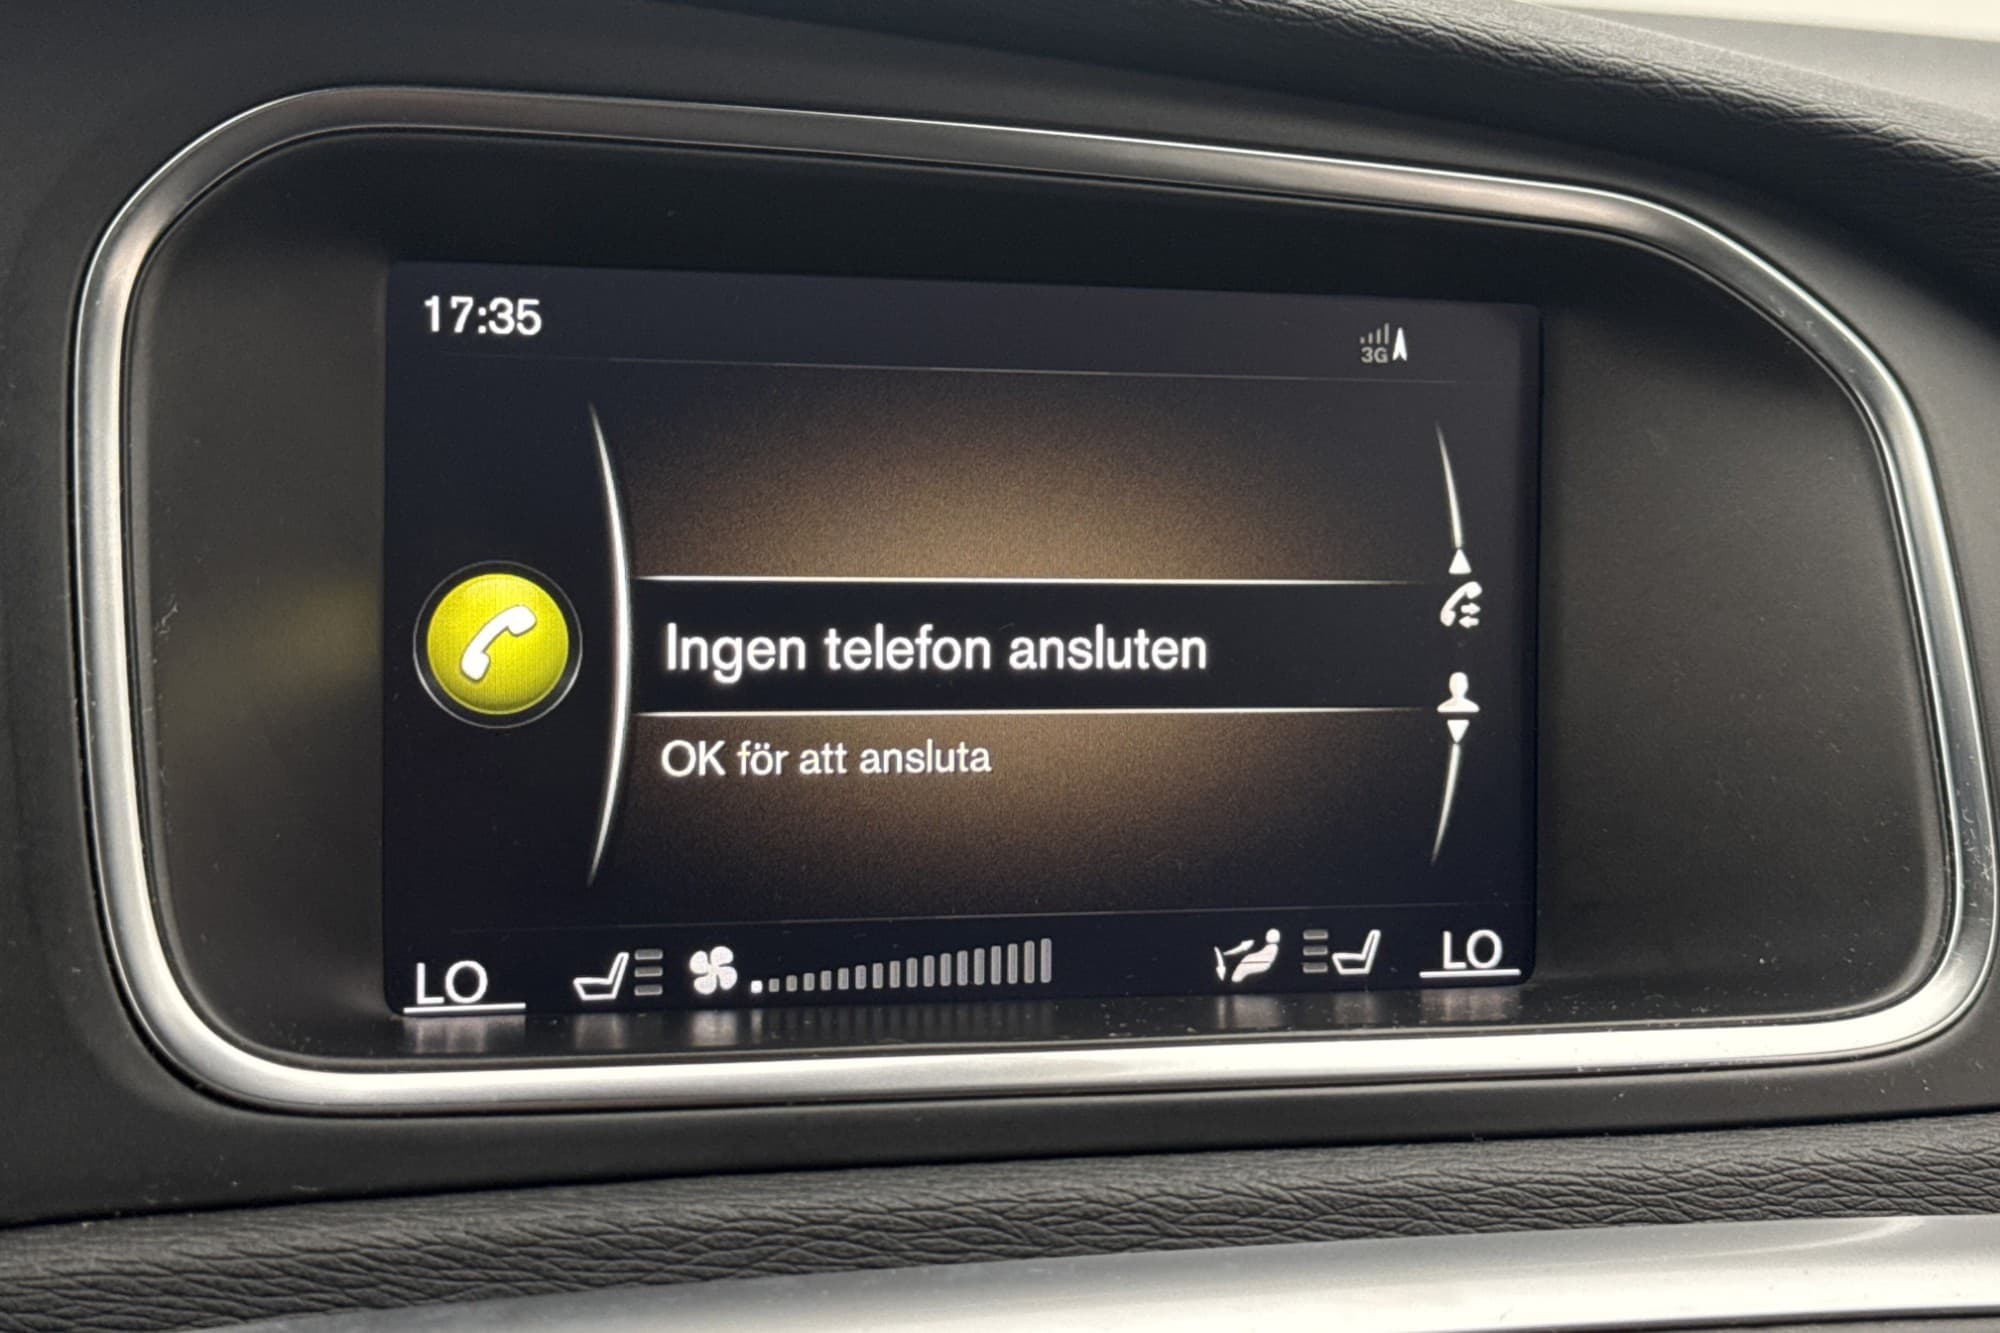 17:35
3G
Ingen telefon ansluten
OK för att ansluta
LO
LO